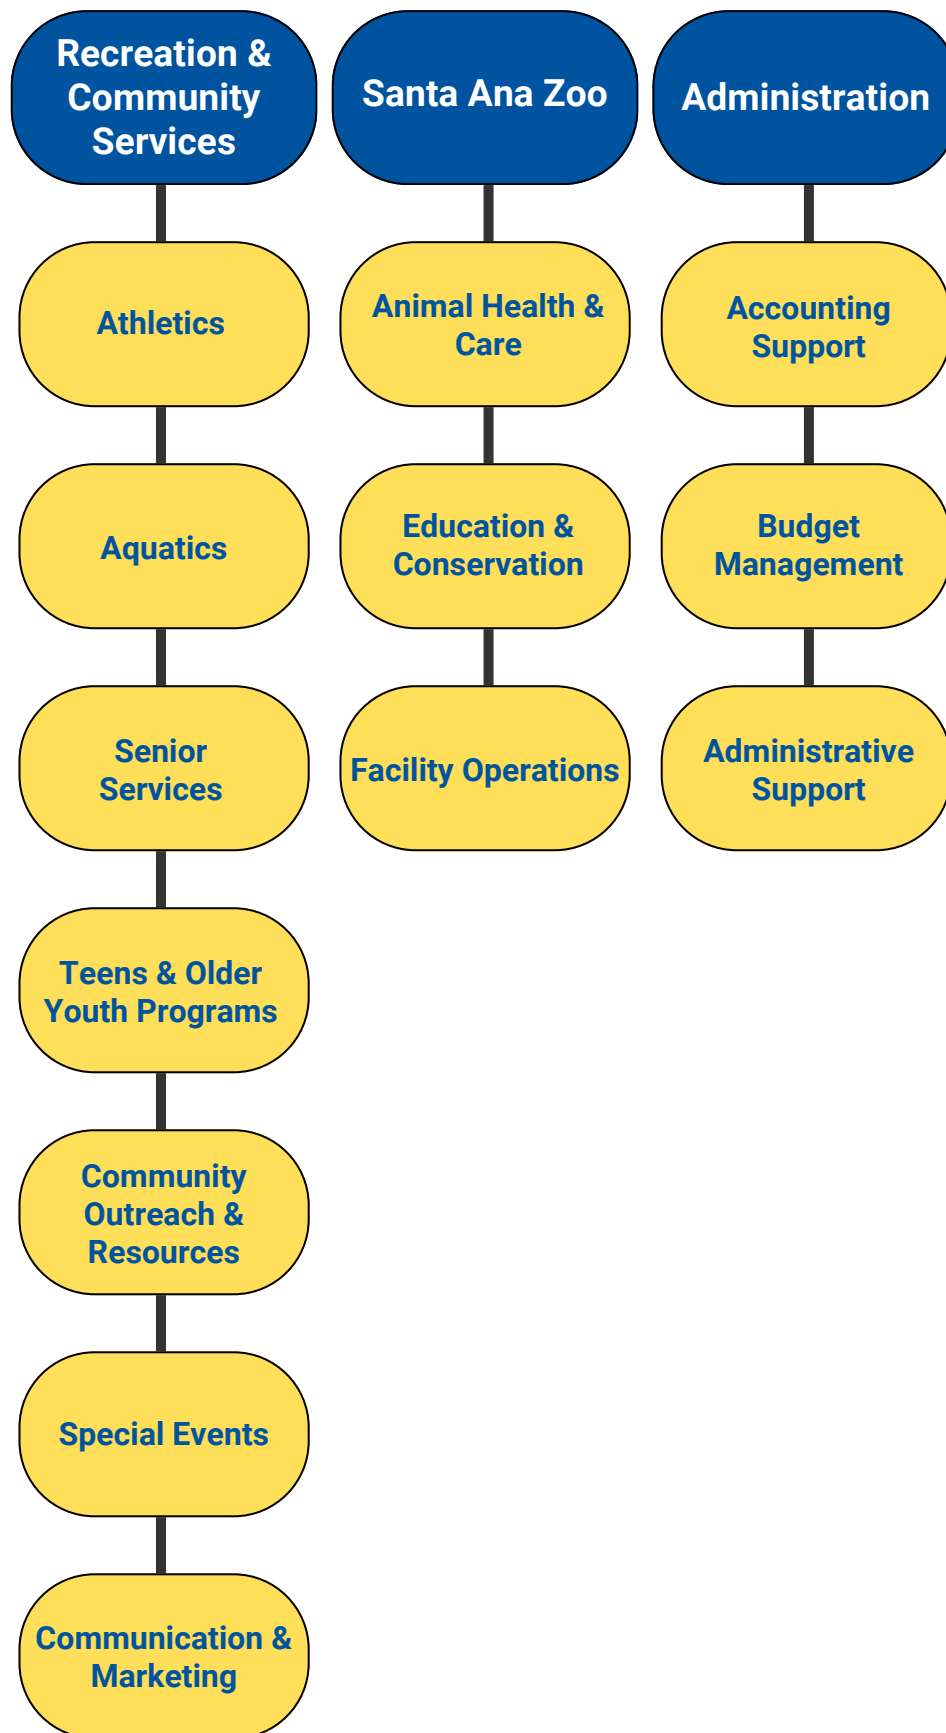 Recreation &
Community
Services
Athletics
Aquatics
Senior
Services
Teens & Older
Youth Programs
Community
Outreach &
Resources
Special Events
Communication &
Marketing
Santa Ana Zoo
Animal Health &
Care
Education &
Conservation
Facility Operations
Administration
Accounting
Support
Budget
Management
Administrative
Support